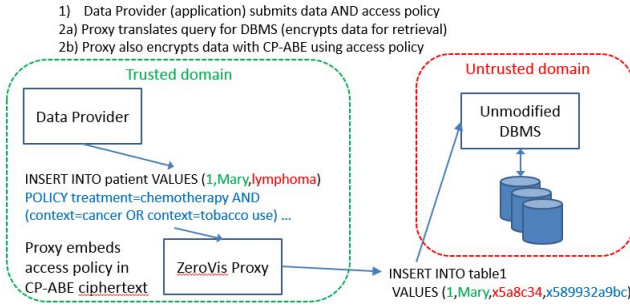 1) Data Provider (application) submits data AND access policy
2a) Proxy translates query for DBMS (encrypts data for retrieval)
2b) Proxy also encrypts data with CP-ABE using access policy
Trusted domain
Untrusted domain
Data Provider
Unmodified
DBMS
INSERT INTO patient VALUES (1,Mary,lymphoma)
POLICY treatment=chemotherapy AND
(context=cancer OR context=tobacco use) ...
Proxy embeds
access policy in
CP-ABE ciphertext
ZeroVis Proxy
INSERT INTO table1
VALUES (1,Mary,x5a8c34,x589932a9bc)